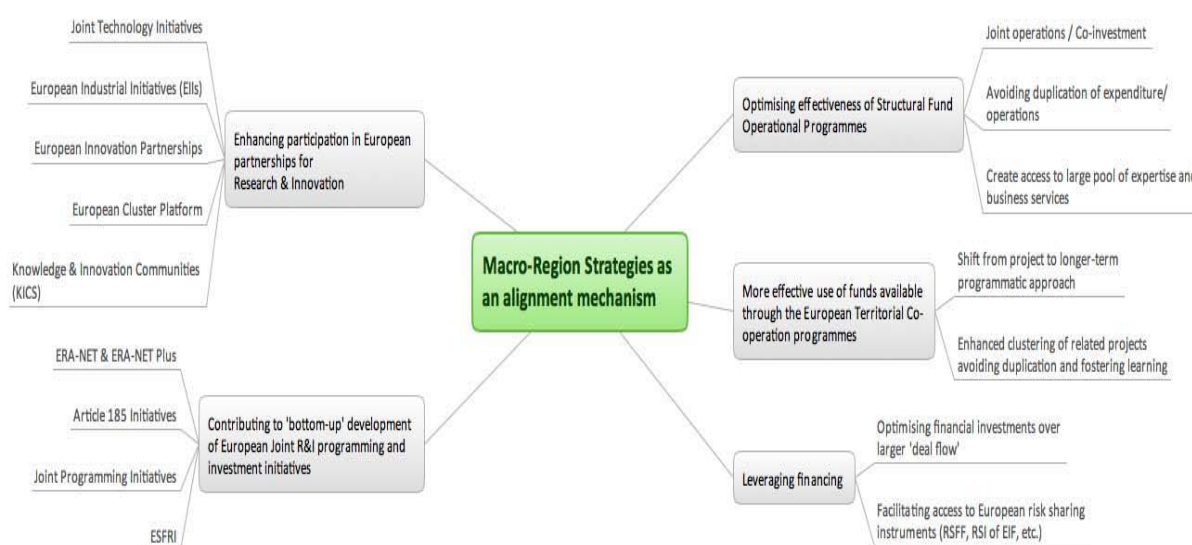 Joint Technology Initiatives
European Industrial Initiatives (EIIs)
European Innovation Partnerships
European Cluster Platform
Knowledge & Innovation Communities
(KICS)
Enhancing participation in European
partnerships for
Research & Innovation
ERA-NET & ERA-NET Plus
Article 185 Initiatives
Joint Programming Initiatives
ESFRI
Contributing to 'bottom-up' development
of European Joint R&I programming and
investment initiatives
Macro-Region Strategies as
an alignment mechanism
Optimising effectiveness of Structural Fund
Operational Programmes
Joint operations / Co-investment
Avoiding duplication of expenditure/
operations
Create access to large pool of expertise and
business services
More effective use of funds available
through the European Territorial Co-
operation programmes
Shift from project to longer-term
programmatic approach
Enhanced clustering of related projects
avoiding duplication and fostering learning
Leveraging financing
Optimising financial investments over
larger 'deal flow'
Facilitating access to European risk sharing
instruments (RSFF, RSI of EIF, etc.)